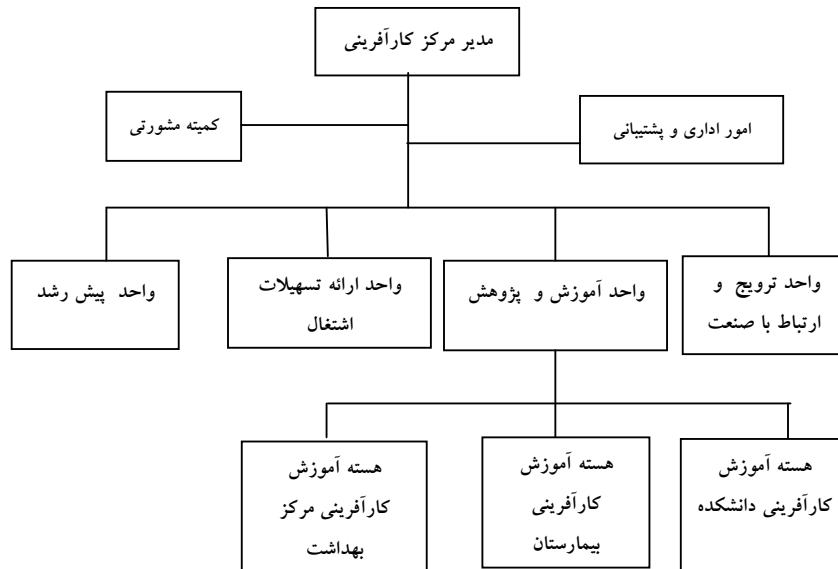 مدیر مرکز کارآفرینی
کمیته مشورتی
امور اداری و پشتیبانی
واحد ترویج و
ارتباط با صنعت
واحد آموزش و پژوهش
واحد ارائه تسهیلات
اشتغال
واحد پیش رشد
هسته آموزش
کارآفرینی دانشکده
هسته آموزش
کارآفرینی
بیمارستان
هسته آموزش
کارآفرینی مرکز
بهداشت